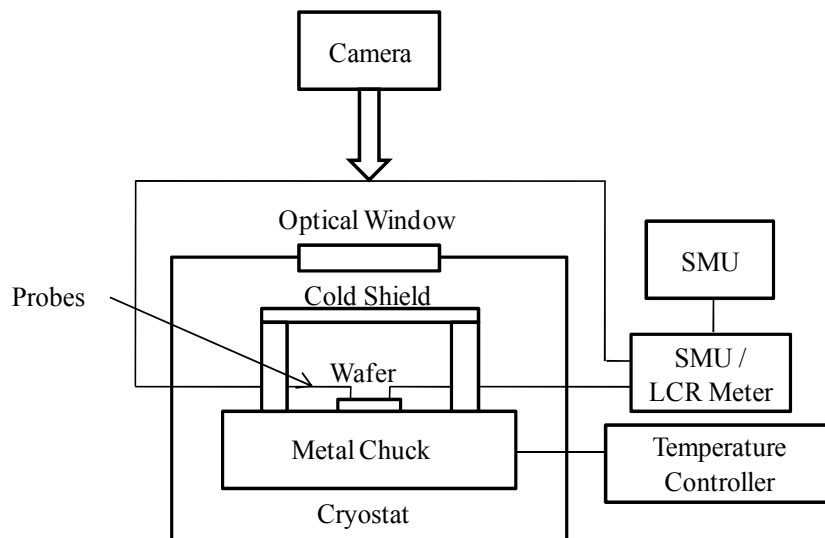 Camera
Optical Window
SMU
Cold Shield
Probes
Wafer
SMU /
LCR Meter
Metal Chuck
Temperature
Controller
Cryostat